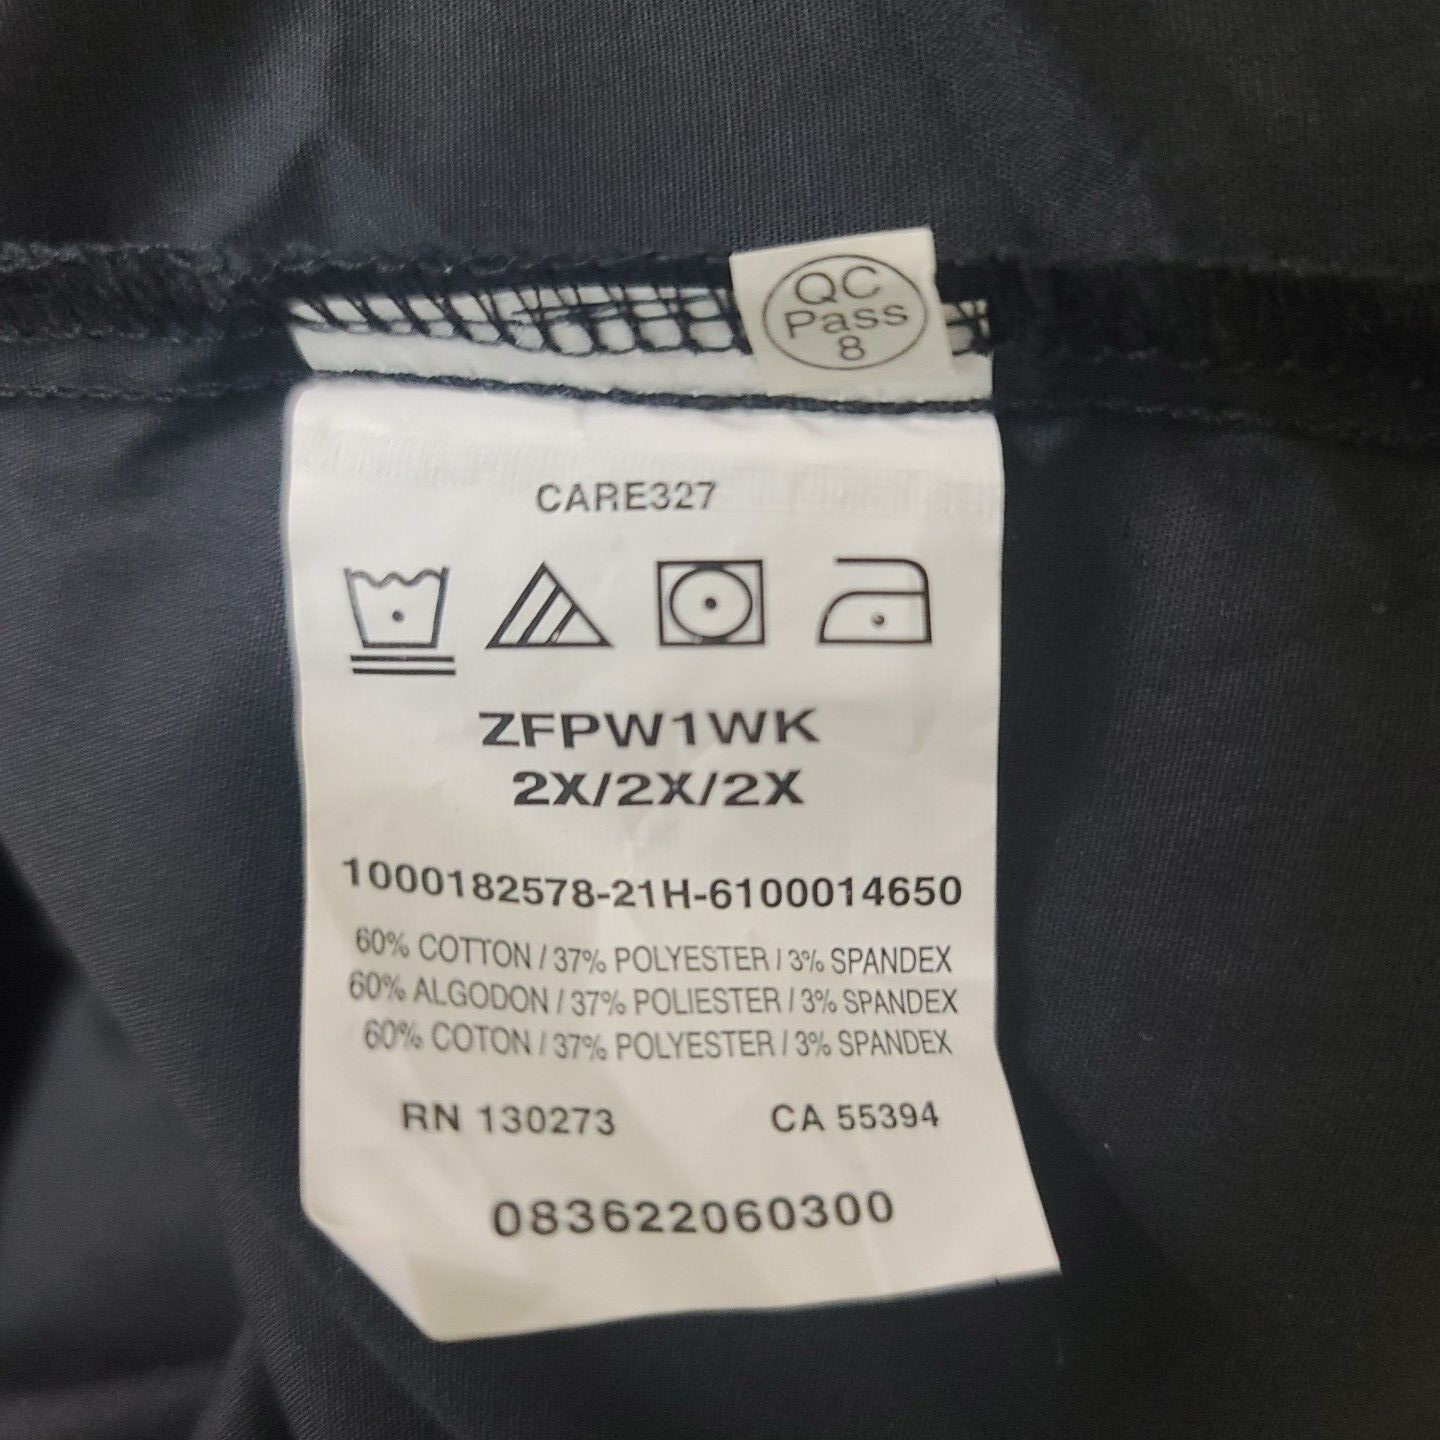 QC
Pass
8
CARE327
ZFPW1WK
2X/2X/2X
1000182578-21H-6100014650
60% COTTON / 37% POLYESTER / 3% SPANDEX
60% ALGODON / 37% POLIESTER / 3% SPANDEX
60% COTON / 37% POLYESTER / 3% SPANDEX
RN 130273 CA 55394
083622060300